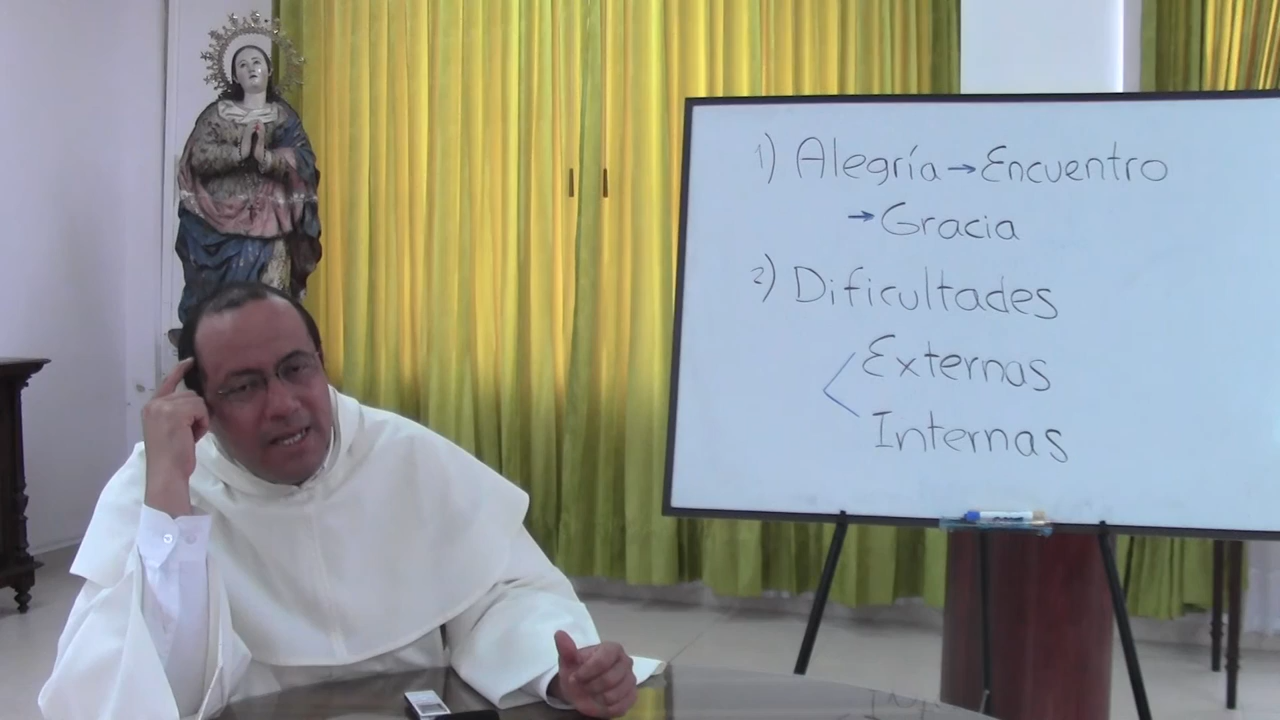 1) Alegría → Encuentro
→ Gracia
2) Dificultades
Externas
Internas